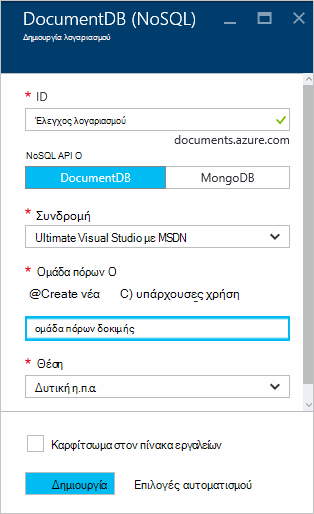 DocumentDB (NoSQL)
Δημιουργία λογαριασμού
* ID
Έλεγχος λογαριασμού
documents.azure.com
NoSQL API O
DocumentDB MongoDB
* Συνδρομή
Ultimate Visual Studio με MSDN
* Ομάδα πόρων O
@Create νέα C) υπάρχουσες χρήση
ομάδα πόρων δοκιμής
* Θέση
Δυτική η.π.α
Καρφίτσωμα στον πίνακα εργαλείων
Δημιουργία Επιλογές αυτοματισμού